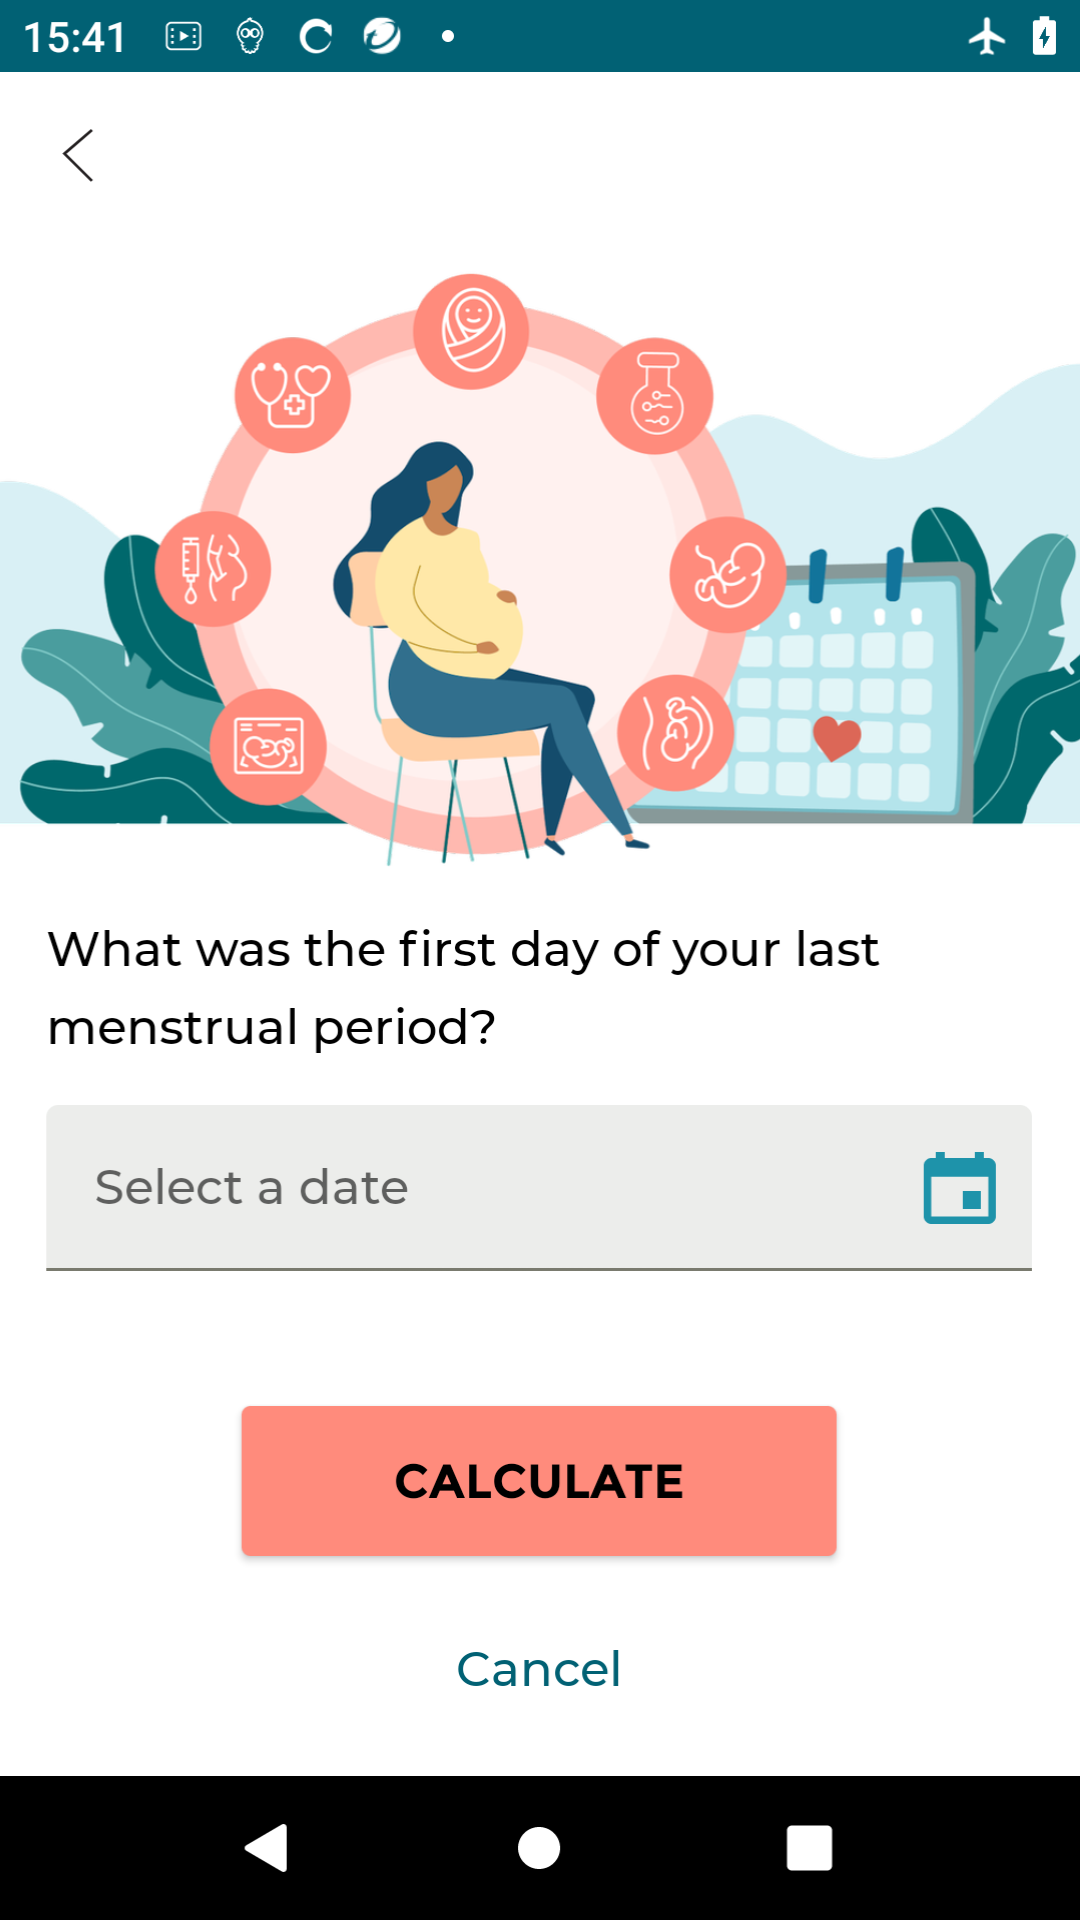 15:41
What was the first day of your last
menstrual period?
Select a date
CALCULATE
Cancel